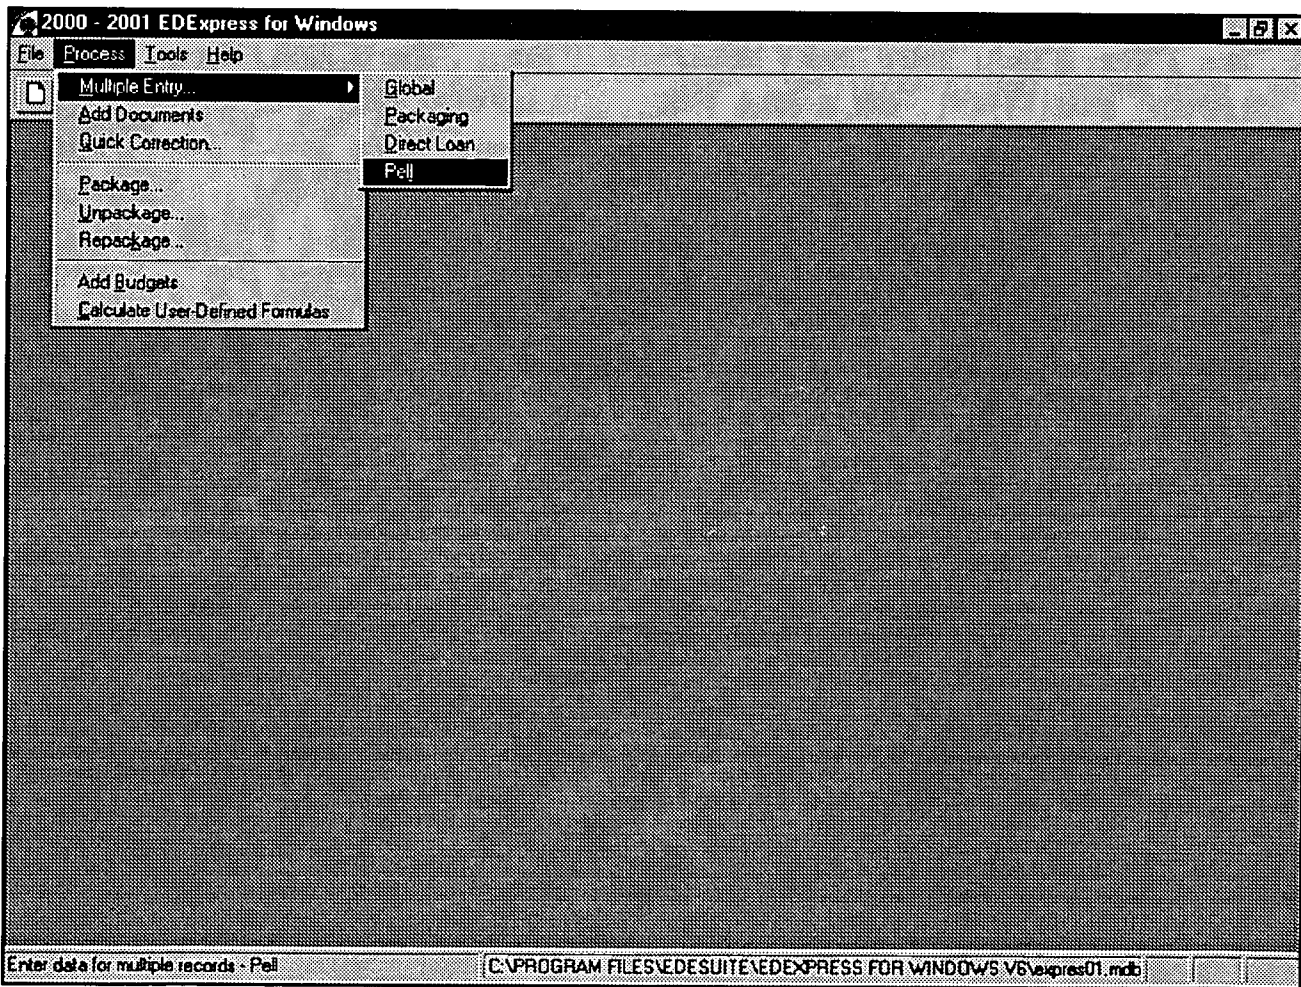 2000 - 2001 EDExpress for Windows
File Process Tools Help
Multiple Entry...
Add Documents
Quick Correction...
Package...
Unpackage...
Repackage...
Add Budgets
Calculate User-Defined Formulas
Global
Packaging
Direct Loan
Pell
Enter data for multiple records - Pell
C:\PROGRAM FILES\EDESUITE\EDEXPRESS FOR WINDOWS V6\expres01.mdb